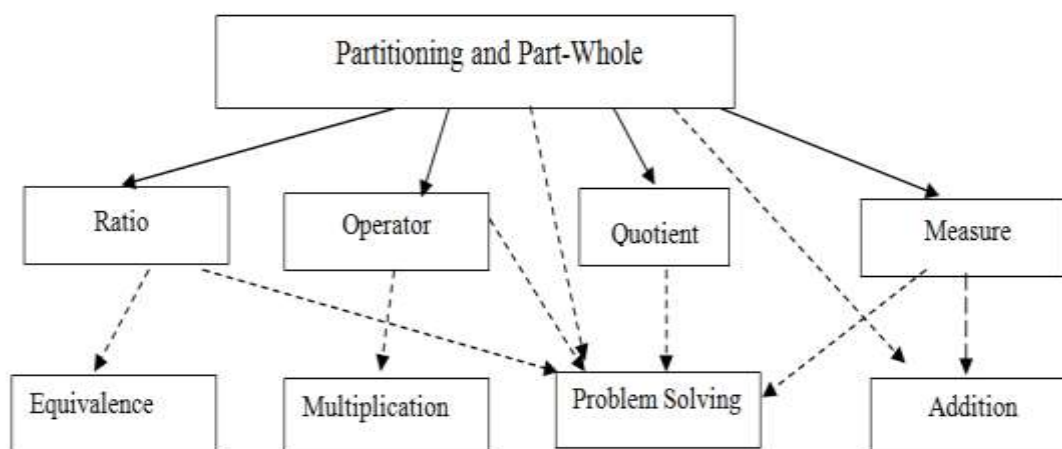 Partitioning and Part-Whole
Ratio
Operator
Quotient
Measure
Equivalence
Multiplication
Problem Solving
Addition